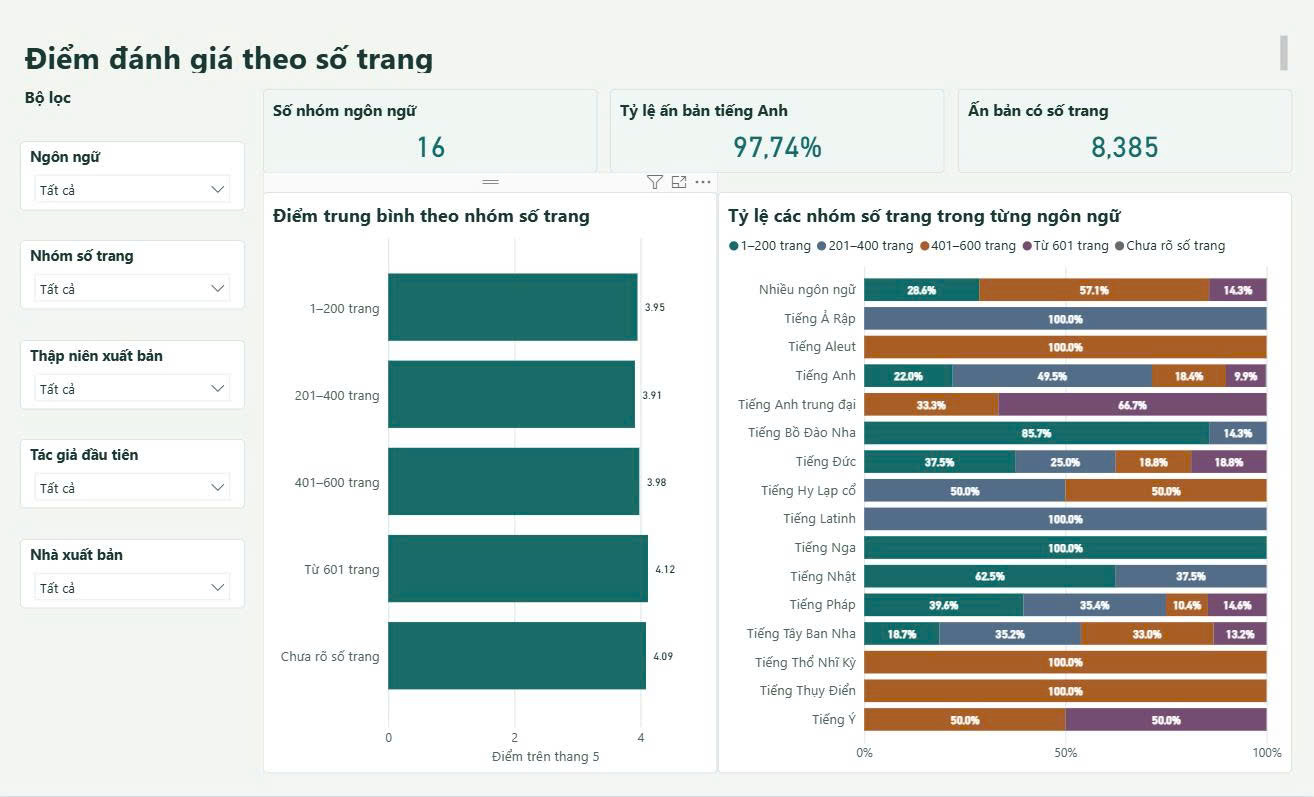 Điểm đánh giá theo số trang
Bộ lọc
Ngôn ngữ
Tất cả
Nhóm số trang
Tất cả
Thập niên xuất bản
Tất cả
Tác giả đầu tiên
Tất cả
Nhà xuất bản
Tất cả
Số nhóm ngôn ngữ
16
Tỷ lệ ấn bản tiếng Anh
97,74%
Ấn bản có số trang
8,385
Điểm trung bình theo nhóm số trang
1–200 trang 3.95
201–400 trang 3.91
401–600 trang 3.98
Từ 601 trang 4.12
Chưa rõ số trang 4.09
0 2 4
Điểm trên thang 5
Tỷ lệ các nhóm số trang trong từng ngôn ngữ
1–200 trang 201–400 trang 401–600 trang Từ 601 trang Chưa rõ số trang
Nhiều ngôn ngữ 28.6% 57.1% 14.3%
Tiếng Ả Rập 100.0%
Tiếng Aleut 100.0%
Tiếng Anh 22.0% 49.5% 18.4% 9.9%
Tiếng Anh trung đại 33.3% 66.7%
Tiếng Bồ Đào Nha 85.7% 14.3%
Tiếng Đức 37.5% 25.0% 18.8% 18.8%
Tiếng Hy Lạp cổ 50.0% 50.0%
Tiếng Latinh 100.0%
Tiếng Nga 100.0%
Tiếng Nhật 62.5% 37.5%
Tiếng Pháp 39.6% 35.4% 10.4% 14.6%
Tiếng Tây Ban Nha 18.7% 35.2% 33.0% 13.2%
Tiếng Thổ Nhĩ Kỳ 100.0%
Tiếng Thụy Điển 100.0%
Tiếng Ý 50.0% 50.0%
0% 50% 100%